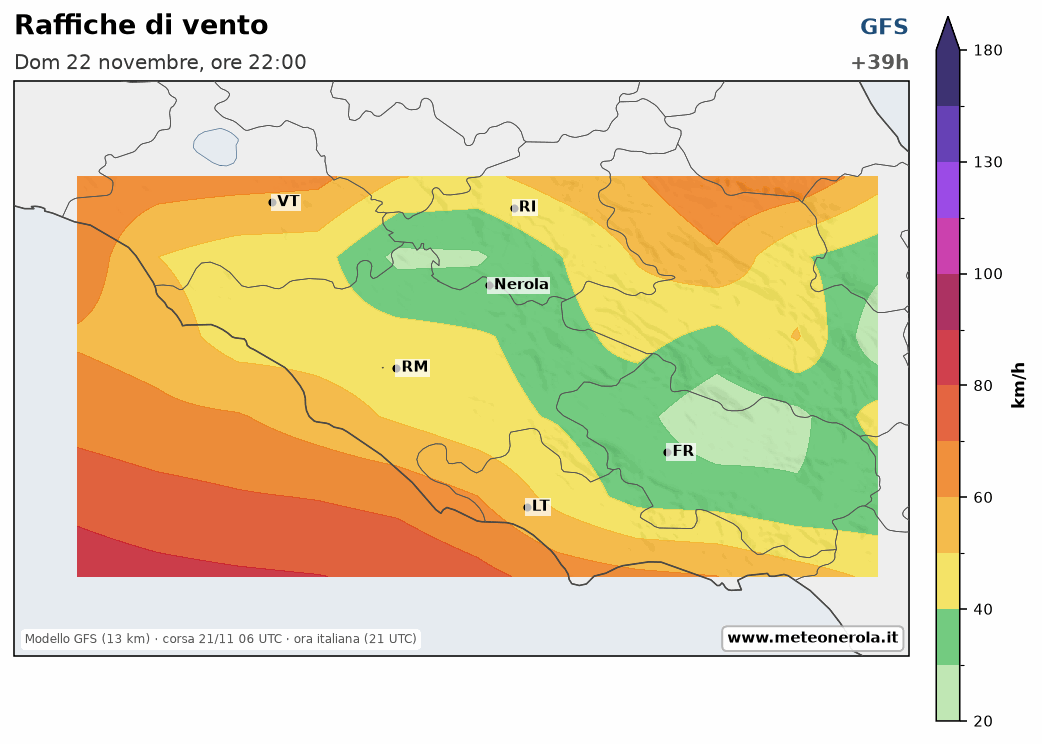 Raffiche di vento
GFS
Dom 22 novembre, ore 22:00
+39h
VT
RI
Nerola
RM
FR
LT
Modello GFS (13 km) · corsa 21/11 06 UTC · ora italiana (21 UTC)
www.meteonerola.it
180
130
100
80
60
40
20
km/h